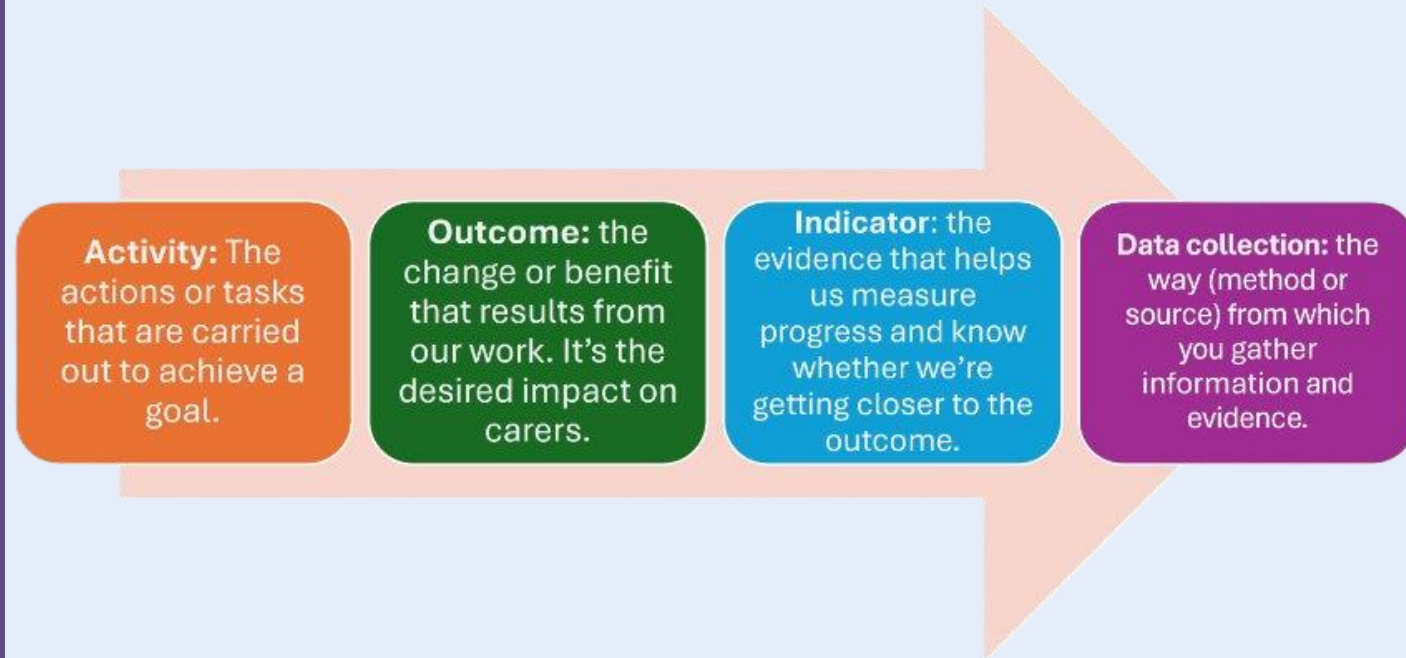 Activity: The
actions or tasks
that are carried
out to achieve a
goal.
Outcome: the
change or benefit
that results from
our work. It’s the
desired impact on
carers.
Indicator: the
evidence that helps
us measure
progress and know
whether we’re
getting closer to the
outcome.
Data collection: the
way (method or
source) from which
you gather
information and
evidence.